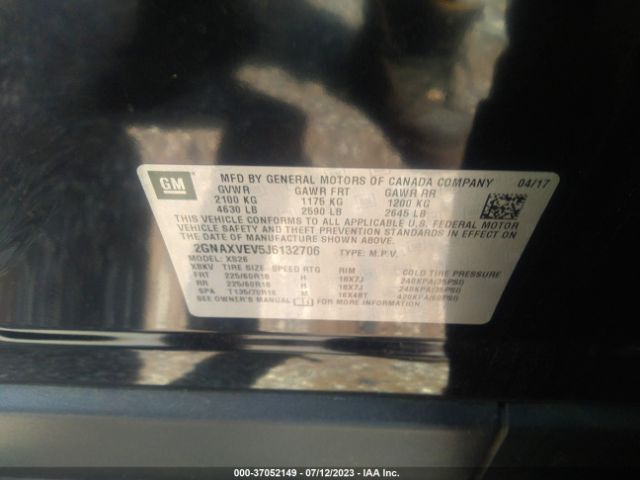 GM
MFD BY GENERAL MOTORS OF CANADA COMPANY 04/17
GVWR GAWR FRT GAWR RR
2100 KG 1175 KG 1200 KG
4630 LB 2590 LB 2645 LB
THIS VEHICLE CONFORMS TO ALL APPLICABLE U.S. FEDERAL MOTOR
VEHICLE SAFETY, BUMPER, AND THEFT PREVENTION STANDARDS IN EFFECT
ON THE DATE OF MANUFACTURE SHOWN ABOVE.
2GNAXVEV5J6132706 TYPE: M.P.V.
MODEL: XS26
XBKV TIRE SIZE SPEED RTG RIM COLD TIRE PRESSURE
FRT 225/60R18 H 18X7J 240KPA(35PSI)
RR 225/60R18 H 18X7J 240KPA(35PSI)
SPA T135/70R16 M 16X4BT 420KPA(60PSI)
SEE OWNER'S MANUAL FOR ADDITIONAL INFORMATION.
000-37052149 - 07/12/2023 - IAA Inc.